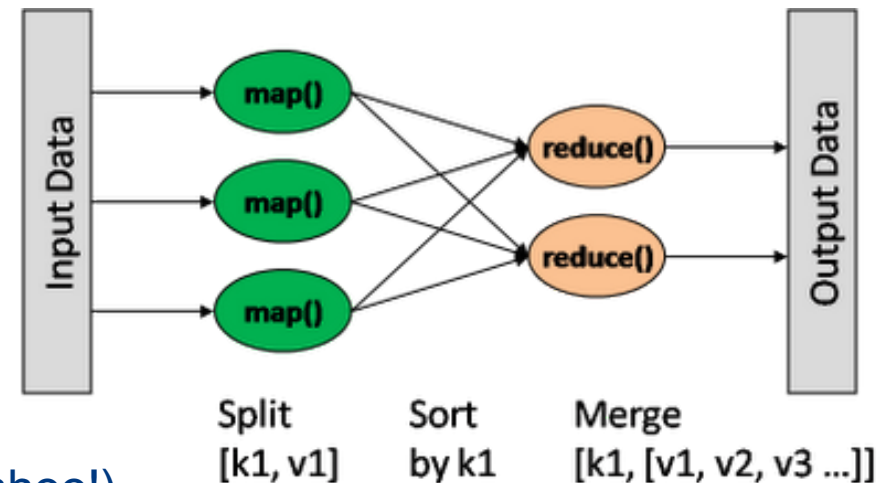 Input Data
map()
map()
map()
reduce()
reduce()
Output Data
Split
[k1, v1]
Sort
by k1
Merge
[k1, [v1, v2, v3 ...]]